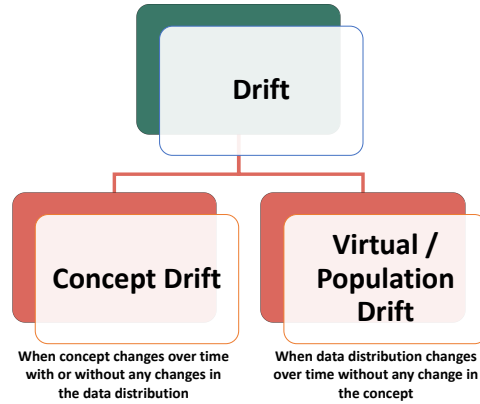 Drift
Concept Drift
Virtual /
Population
Drift
When concept changes over time
with or without any changes in
the data distribution
When data distribution changes
over time without any change in
the concept